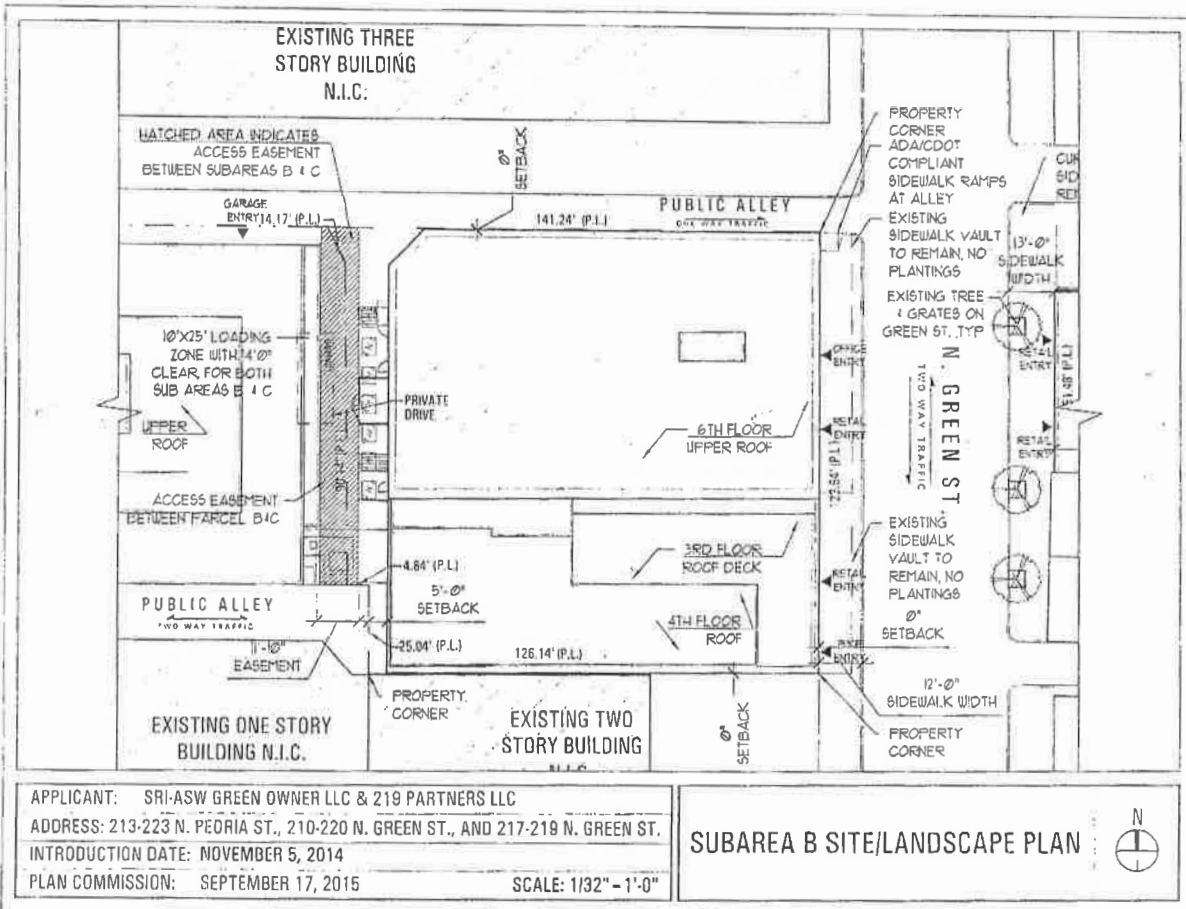 EXISTING THREE
STORY BUILDING
N.I.C.
HATCHED AREA INDICATES
ACCESS EASEMENT
BETWEEN SUBAREAS B & C
GARAGE
ENTRY
14.17' (P.L.)
0"
SETBACK
141.24' (P.L.)
PUBLIC ALLEY
ONE WAY TRAFFIC
PROPERTY
CORNER
ADA/CDOT
COMPLIANT
SIDEWALK RAMPS
AT ALLEY
EXISTING
SIDEWALK VAULT
TO REMAIN, NO
PLANTINGS
EXISTING TREE
& GRATES ON
GREEN ST., TYP
13'-0"
SIDEWALK
WIDTH
10'X25' LOADING
ZONE WITH 14'0"
CLEAR, FOR BOTH
SUB AREAS B & C
UPPER
ROOF
PRIVATE
DRIVE
ACCESS EASEMENT
BETWEEN PARCEL B&C
6TH FLOOR
UPPER ROOF
OFFICE
ENTRY
RETAIL
ENTRY
N. GREEN ST.
TWO WAY TRAFFIC
RETAIL
ENTRY
RETAIL
ENTRY
3RD FLOOR
ROOF DECK
4TH FLOOR
ROOF
RETAIL
ENTRY
EXISTING
SIDEWALK
VAULT TO
REMAIN, NO
PLANTINGS
0"
SETBACK
4.84' (P.L.)
5'-0"
SETBACK
PUBLIC ALLEY
TWO WAY TRAFFIC
11'-10"
EASEMENT
25.04' (P.L.)
126.14' (P.L.)
ENTRY
12'-0"
SIDEWALK WIDTH
PROPERTY
CORNER
PROPERTY
CORNER
0"
SETBACK
EXISTING ONE STORY
BUILDING N.I.C.
EXISTING TWO
STORY BUILDING
APPLICANT: SRI-ASW GREEN OWNER LLC & 219 PARTNERS LLC
ADDRESS: 213-223 N. PEORIA ST., 210-220 N. GREEN ST., AND 217-219 N. GREEN ST.
INTRODUCTION DATE: NOVEMBER 5, 2014
PLAN COMMISSION: SEPTEMBER 17, 2015 SCALE: 1/32" = 1'-0"
SUBAREA B SITE/LANDSCAPE PLAN
N